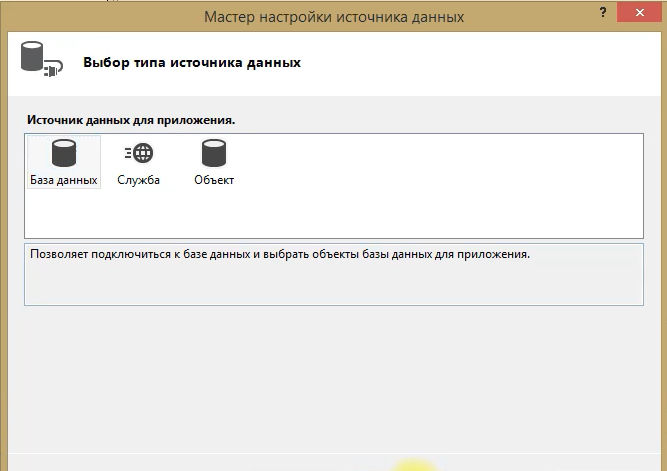 Мастер настройки источника данных
?
Выбор типа источника данных
Источник данных для приложения.
База данных Служба Объект
Позволяет подключиться к базе данных и выбрать объекты базы данных для приложения.